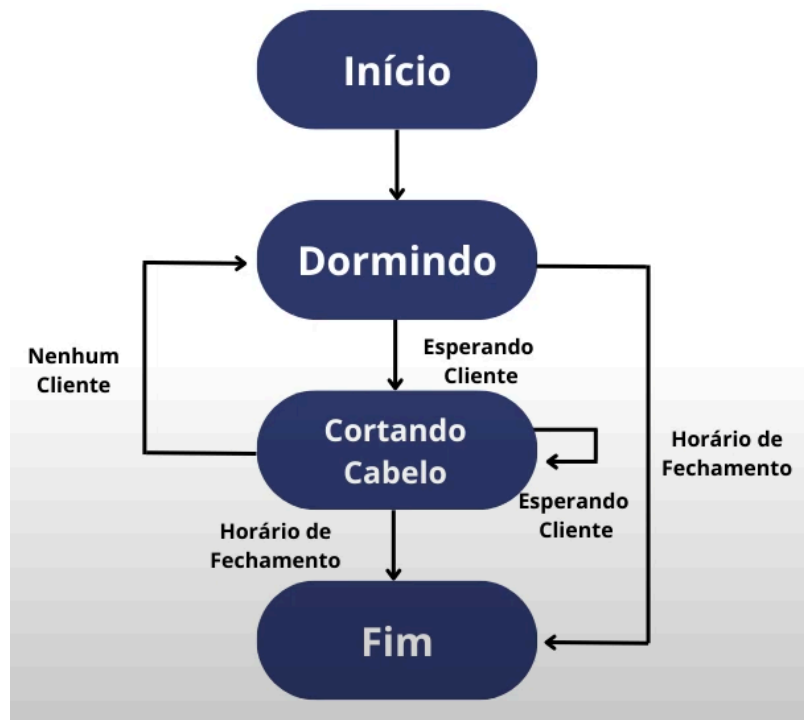 Início
Dormindo
Esperando
Cliente
Nenhum
Cliente
Cortando
Cabelo
Horário de
Fechamento
Esperando
Cliente
Horário de
Fechamento
Fim